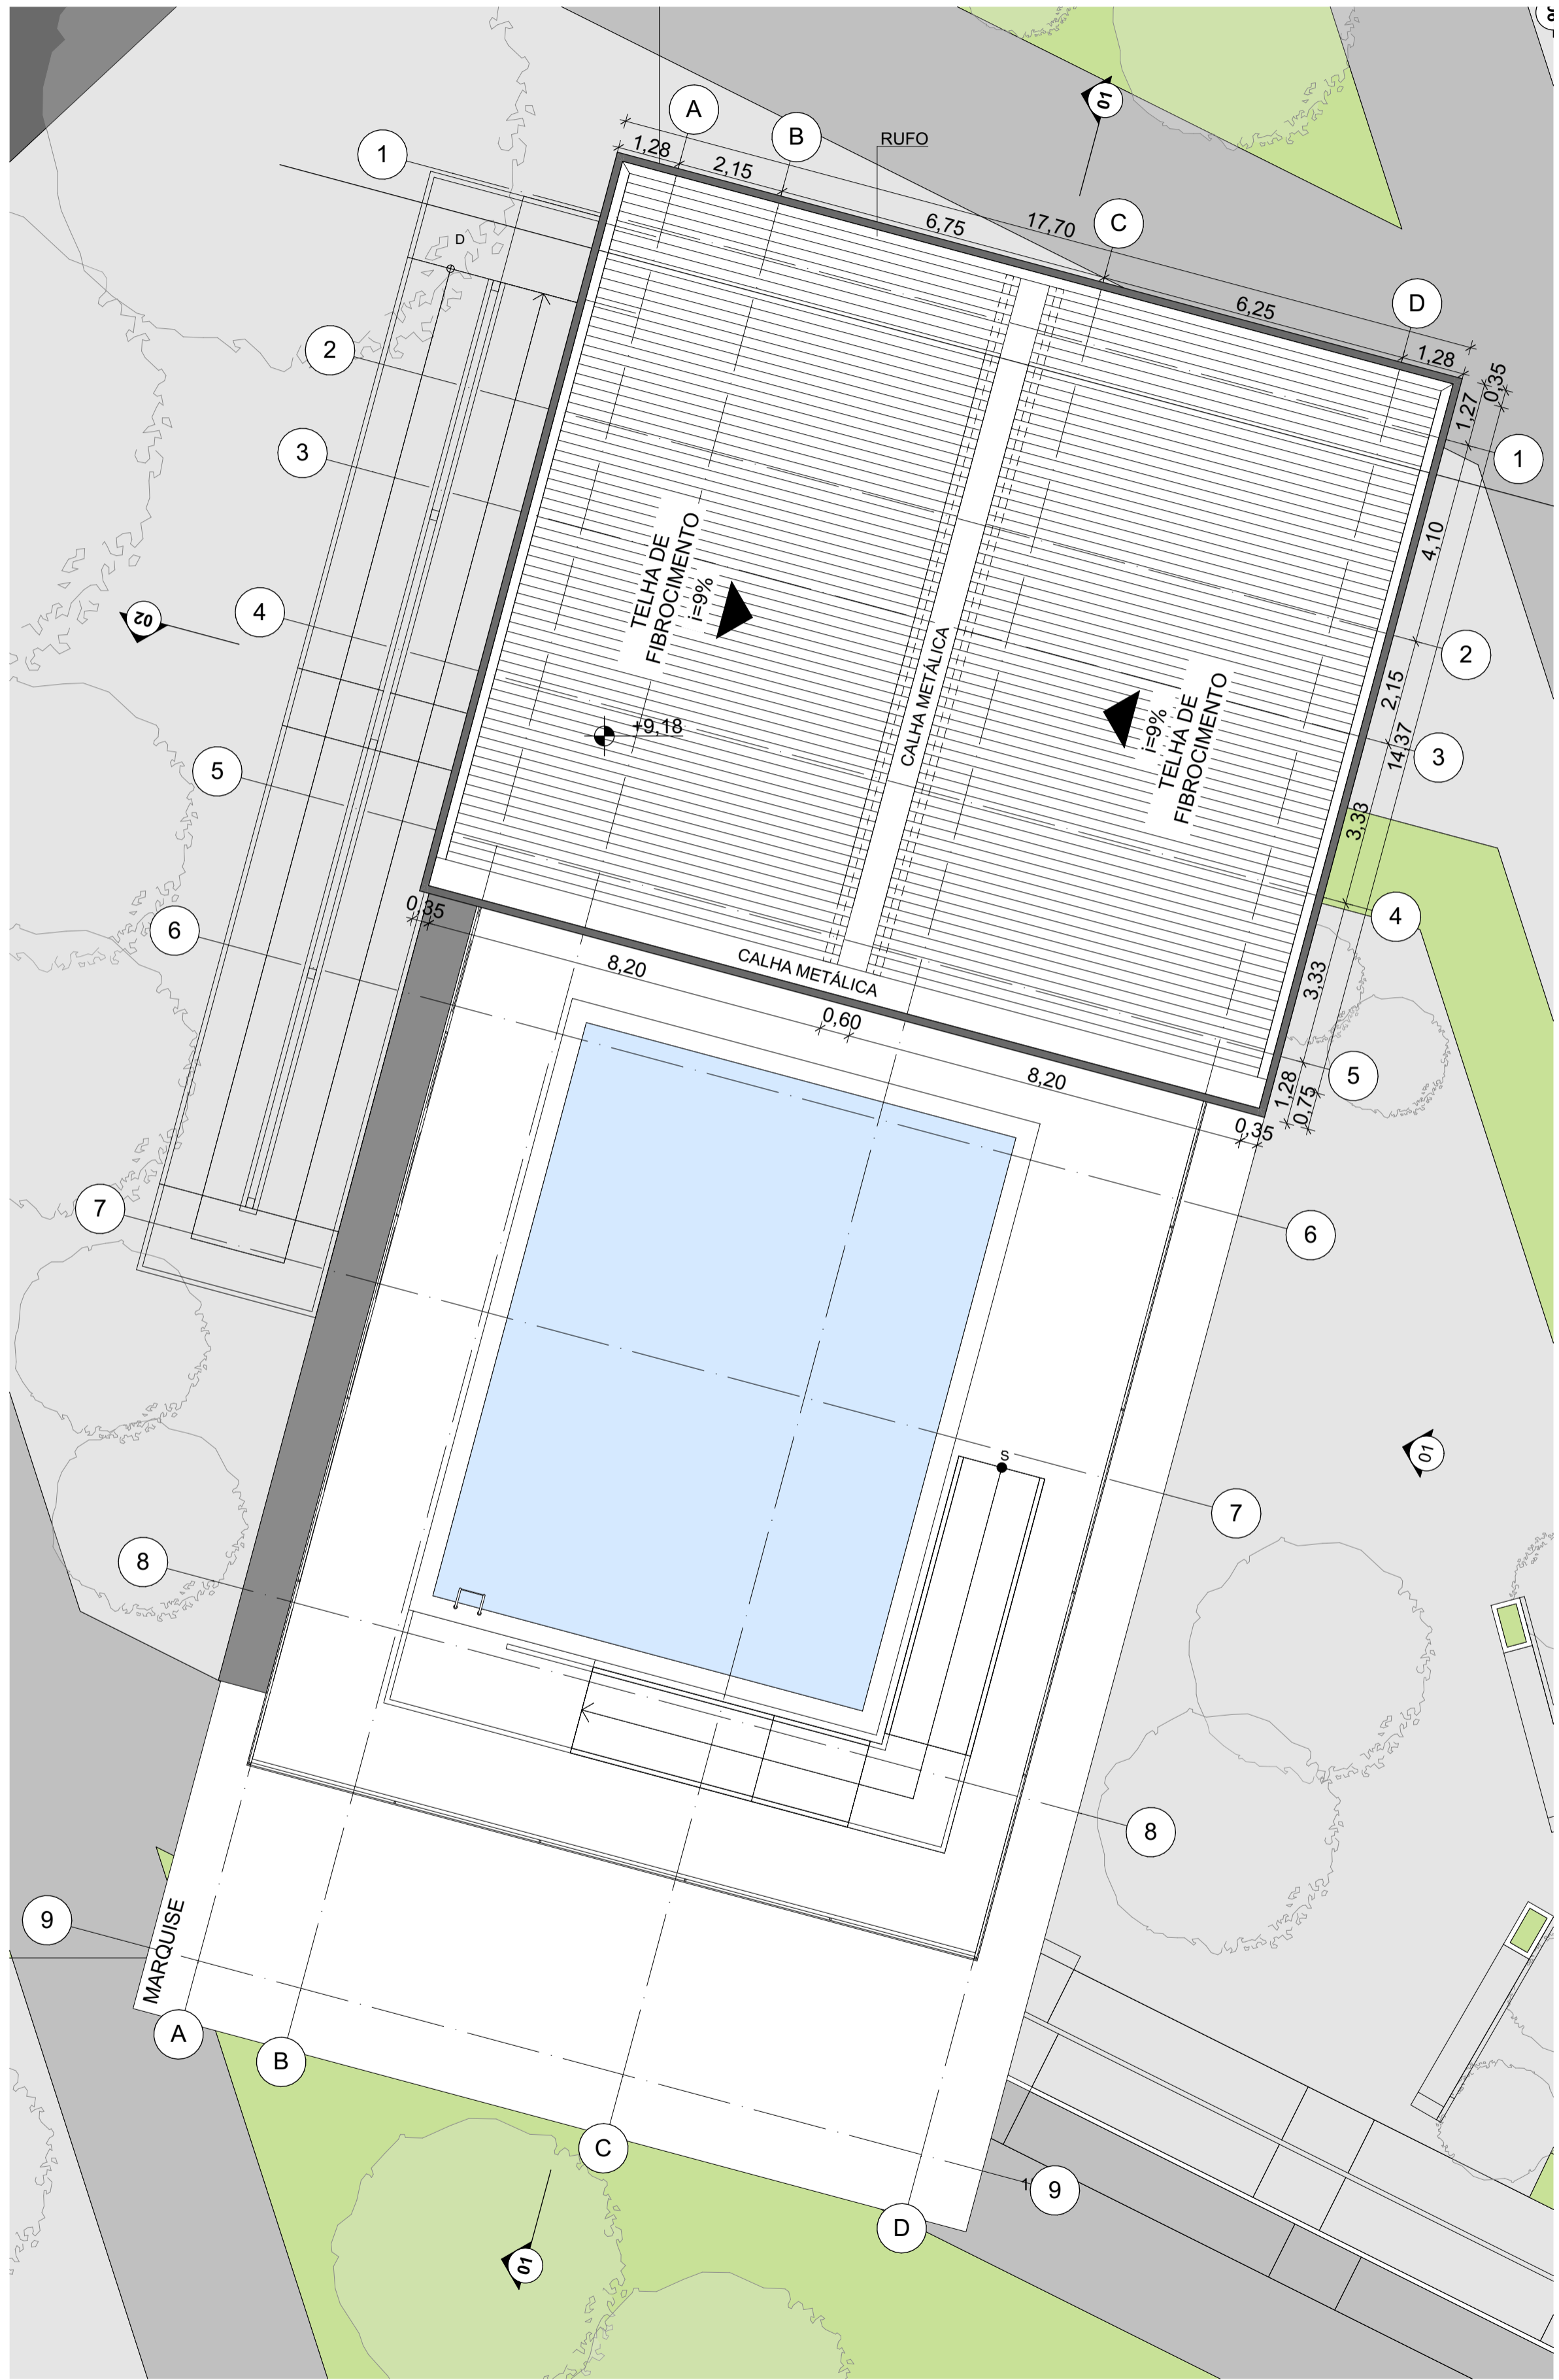 A
B
RUFO
1,28
2,15
1
01
6,75
17,70
C
6,25
D
1,28
0,35
1,27
D
2
3
1
4,10
TELHA DE
FIBROCIMENTO
i=9%
02
4
CALHA METÁLICA
i=9%
TELHA DE
FIBROCIMENTO
2
2,15
+9,18
14,37
3
5
3,33
0,35
4
6
8,20
CALHA METÁLICA
3,33
0,60
8,20
5
1,28
0,75
0,35
7
6
01
S
7
8
8
9
MARQUISE
A
B
C
1
9
D
01